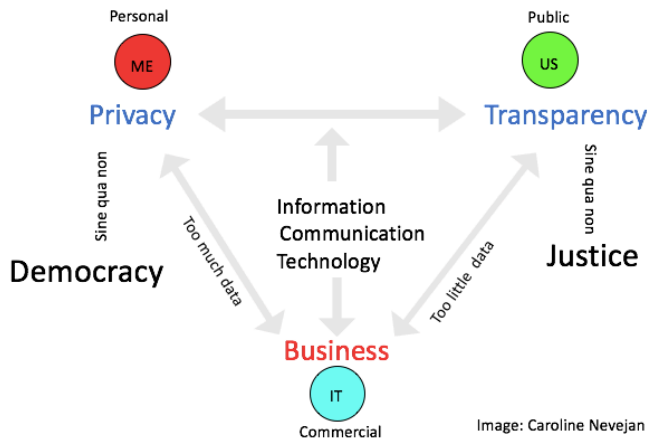 Personal
Public
ME
US
Privacy
Transparency
Sine qua non
Sine qua non
Information
Communication
Technology
Democracy
Justice
Too much data
Too little data
Business
IT
Commercial
Image: Caroline Nevejan